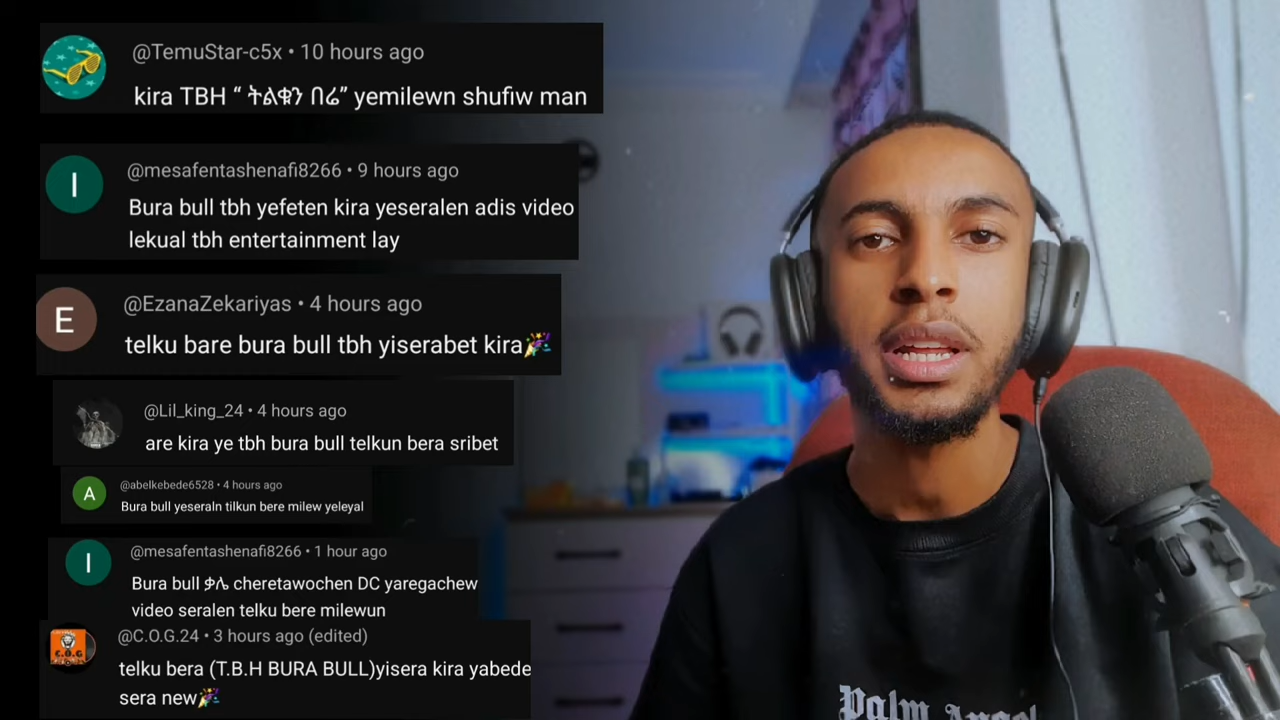 @TemuStar-c5x • 10 hours ago
kira TBH “ ትልቁን በሬ” yemilewn shufiw man
I
@mesafentashenafi8266 • 9 hours ago
Bura bull tbh yefeten kira yeseralen adis video
lekual tbh entertainment lay
E
@EzanaZekariyas • 4 hours ago
telku bare bura bull tbh yiserabet kira🎉
@Lil_king_24 • 4 hours ago
are kira ye tbh bura bull telkun bera sribet
A
@abelkebede6528 • 4 hours ago
Bura bull yeseraln tilkun bere milew yeleyal
I
@mesafentashenafi8266 • 1 hour ago
Bura bull ቃሌ cheretawochen DC yaregachew
video seralen telku bere milewun
C.O.G
@C.O.G.24 • 3 hours ago (edited)
telku bera (T.B.H BURA BULL)yisera kira yabede
sera new🎉
Palm Angel